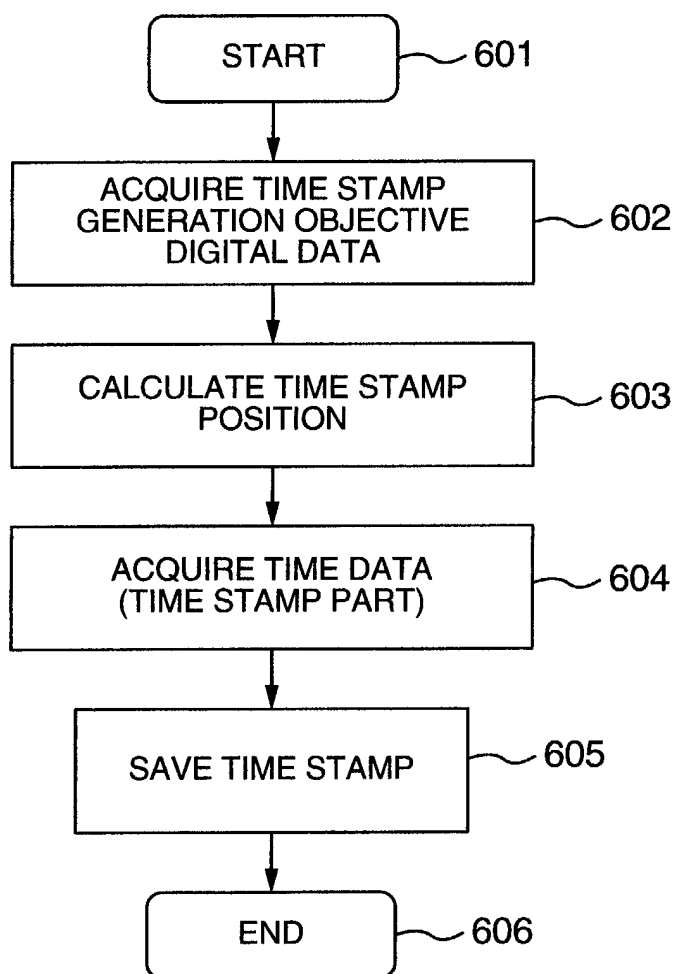 START
601
ACQUIRE TIME STAMP
GENERATION OBJECTIVE
DIGITAL DATA
602
CALCULATE TIME STAMP
POSITION
603
ACQUIRE TIME DATA
(TIME STAMP PART)
604
SAVE TIME STAMP
605
END
606